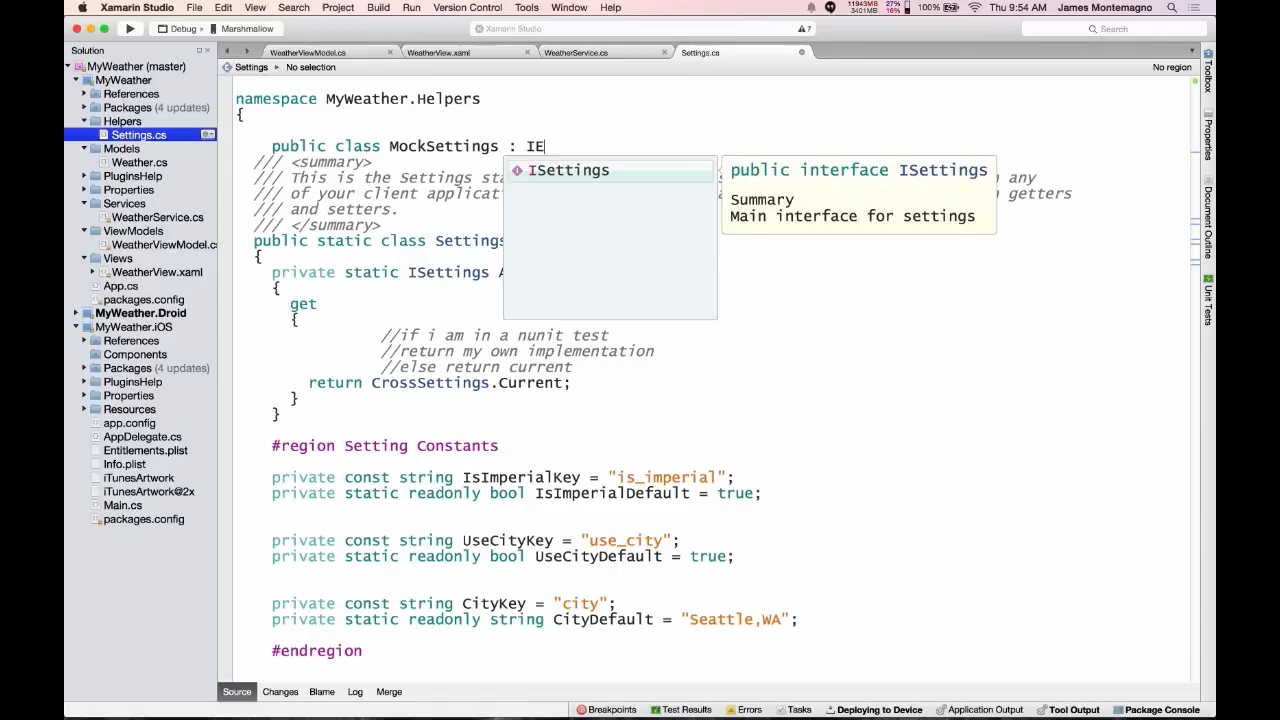 Xamarin Studio File Edit View Search Project Build Run Version Control Tools Window Help 11943MB 3401MB 27% 16% 100% Thu 9:54 AM James Montemagno
Debug > Marshmallow Xamarin Studio 7 Search
Solution
WeatherViewModel.cs WeatherView.xaml WeatherService.cs Settings.cs
Settings No selection No region
MyWeather (master)
MyWeather
References
Packages (4 updates)
Helpers
Settings.cs
Models
Weather.cs
PluginsHelp
Properties
Services
WeatherService.cs
ViewModels
WeatherViewModel.cs
Views
WeatherView.xaml
App.cs
packages.config
MyWeather.Droid
MyWeather.iOS
References
Components
Packages (4 updates)
PluginsHelp
Properties
Resources
app.config
AppDelegate.cs
Entitlements.plist
Info.plist
iTunesArtwork
iTunesArtwork@2x
Main.cs
packages.config
namespace MyWeather.Helpers
{
public class MockSettings : IE
/// <summary>
/// This is the Settings sta n any
/// of your client applicat n getters
/// and setters.
/// </summary>
public static class Settings
{
private static ISettings A
{
get
{
//if i am in a nunit test
//return my own implementation
//else return current
return CrossSettings.Current;
}
}
#region Setting Constants
private const string IsImperialKey = "is_imperial";
private static readonly bool IsImperialDefault = true;
private const string UseCityKey = "use_city";
private static readonly bool UseCityDefault = true;
private const string CityKey = "city";
private static readonly string CityDefault = "Seattle,WA";
#endregion
ISettings
public interface ISettings
Summary
Main interface for settings
Toolbox
Properties
Document Outline
Unit Tests
Source Changes Blame Log Merge
Breakpoints Test Results Errors Tasks Deploying to Device Application Output Tool Output Package Console